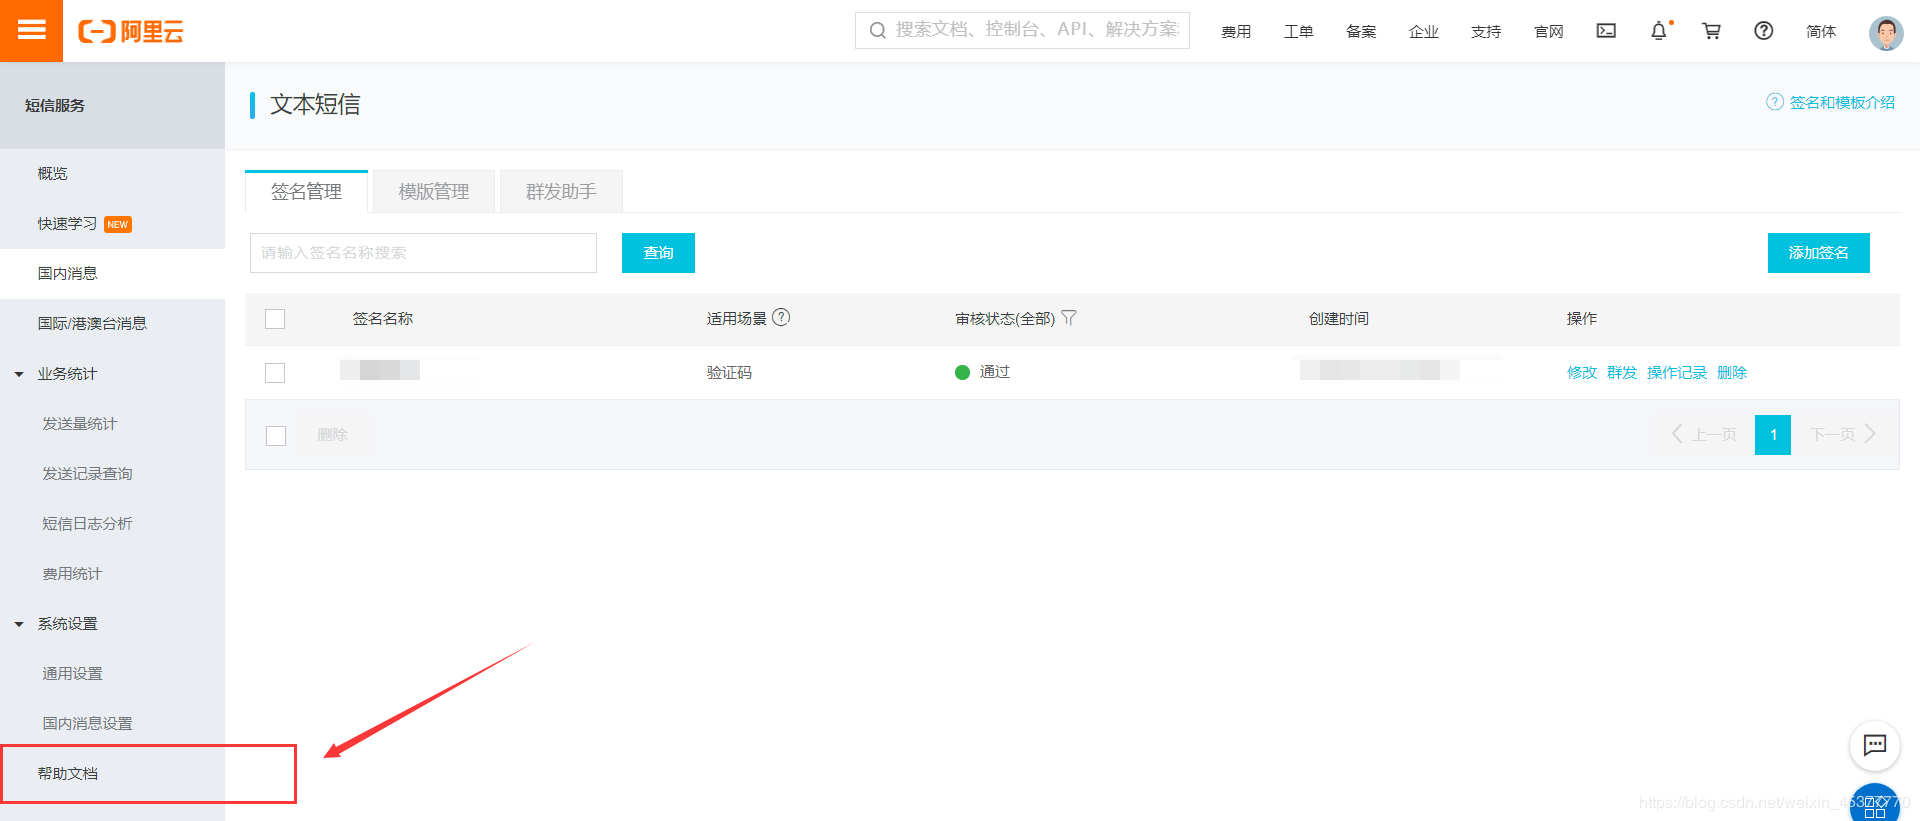 阿里云
搜索文档、控制台、API、解决方案
费用 工单 备案 企业 支持 官网 简体
短信服务
概览
快速学习 NEW
国内消息
国际/港澳台消息
业务统计
发送量统计
发送记录查询
短信日志分析
费用统计
系统设置
通用设置
国内消息设置
帮助文档
文本短信
签名和模板介绍
签名管理 模版管理 群发助手
请输入签名名称搜索 查询 添加签名
签名名称 适用场景 审核状态(全部) 创建时间 操作
验证码 通过 修改 群发 操作记录 删除
删除 上一页 1 下一页
https://blog.csdn.net/weixin_45377770